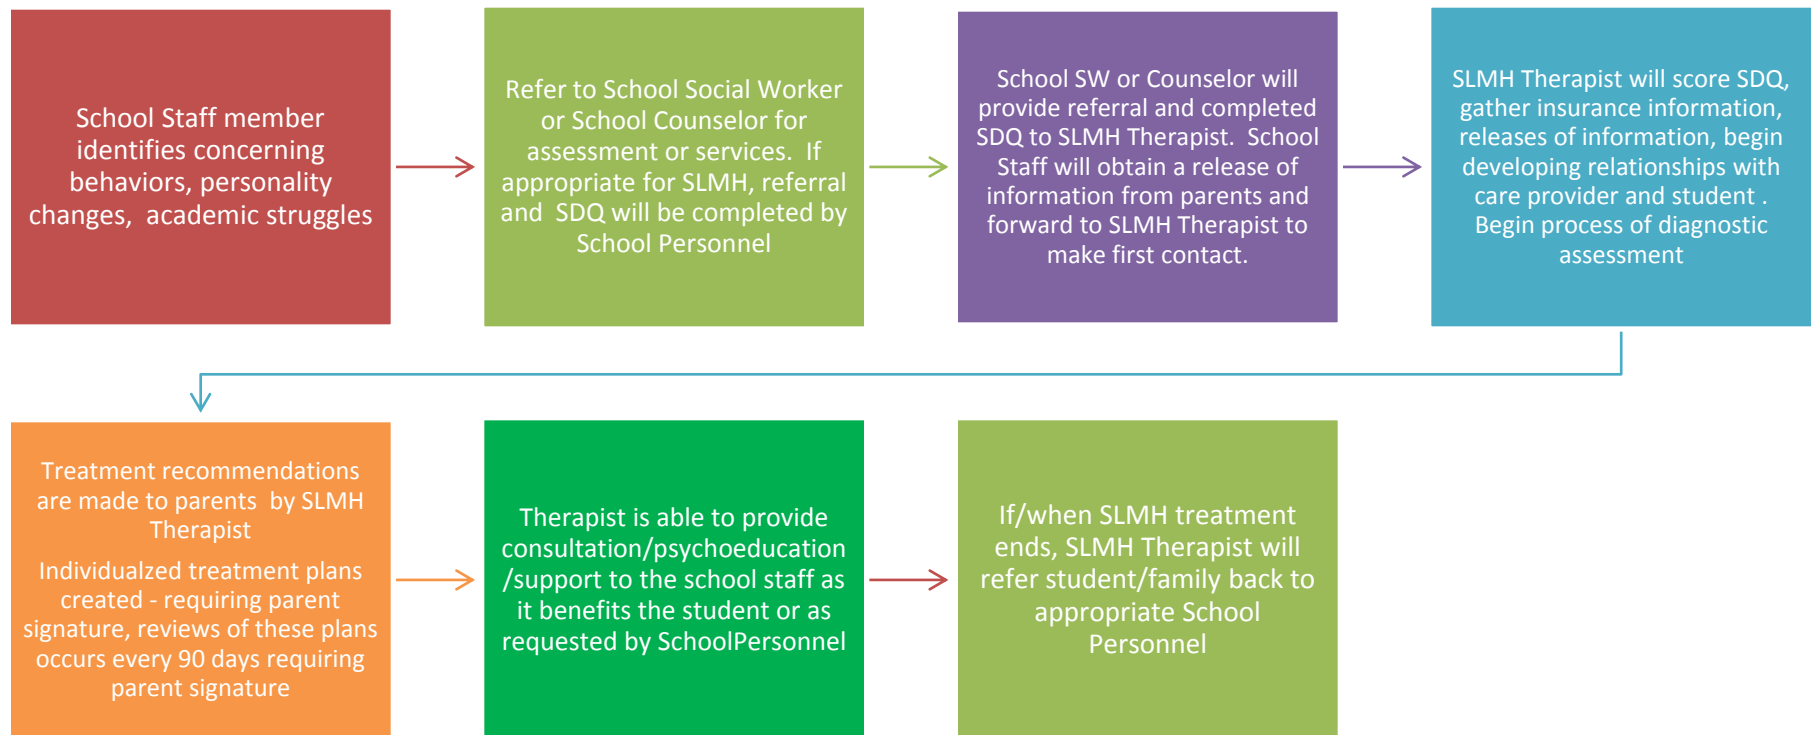 School Staff member
identifies concerning
behaviors, personality
changes, academic struggles
Refer to School Social Worker
or School Counselor for
assessment or services. If
appropriate for SLMH, referral
and SDQ will be completed by
School Personnel
School SW or Counselor will
provide referral and completed
SDQ to SLMH Therapist. School
Staff will obtain a release of
information from parents and
forward to SLMH Therapist to
make first contact.
SLMH Therapist will score SDQ,
gather insurance information,
releases of information, begin
developing relationships with
care provider and student .
Begin process of diagnostic
assessment
Treatment recommendations
are made to parents by SLMH
Therapist
Individualzed treatment plans
created - requiring parent
signature, reviews of these plans
occurs every 90 days requiring
parent signature
Therapist is able to provide
consultation/psychoeducation
/support to the school staff as
it benefits the student or as
requested by SchoolPersonnel
If/when SLMH treatment
ends, SLMH Therapist will
refer student/family back to
appropriate School
Personnel